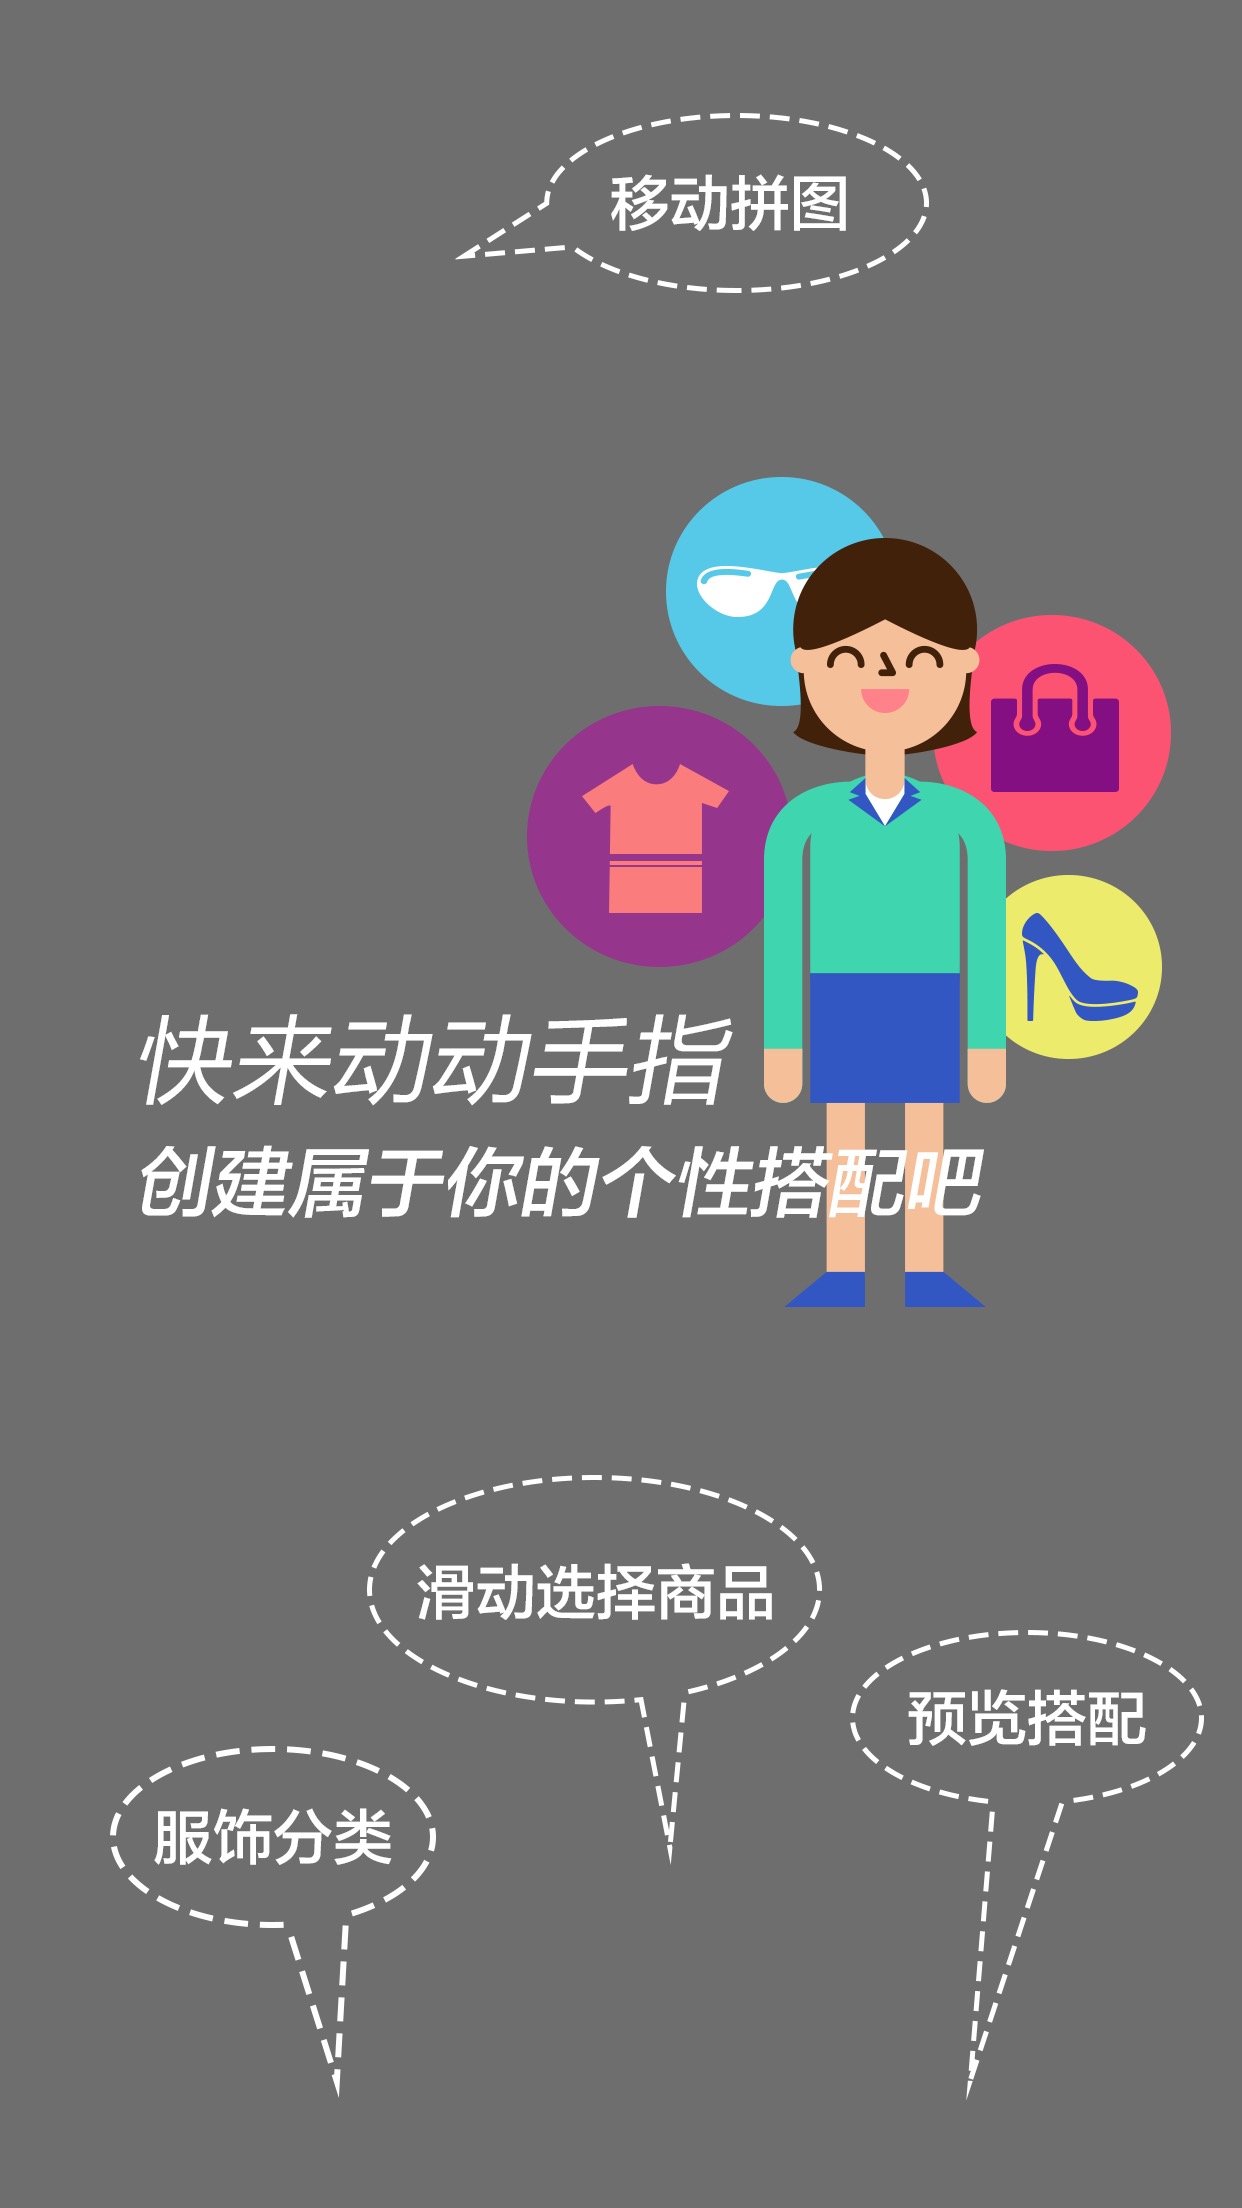 移动拼图
快来动动手指
创建属于你的个性搭配吧
滑动选择商品
预览搭配
服饰分类